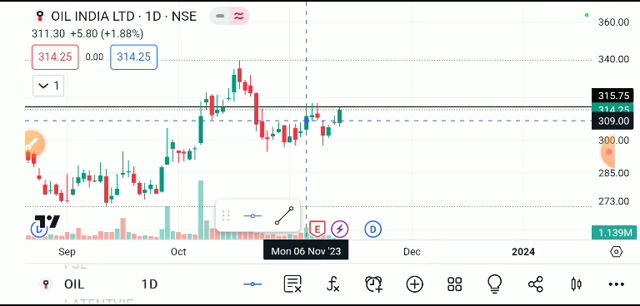 OIL INDIA LTD · 1D · NSE
311.30 +5.80 (+1.88%)
314.25 0.00 314.25
1
360.00
340.00
315.75
314.25
309.00
300.00
285.00
273.00
1.139M
D E D
Sep Oct Mon 06 Nov '23 Dec 2024
FSL
OIL 1D
LATENTVIE